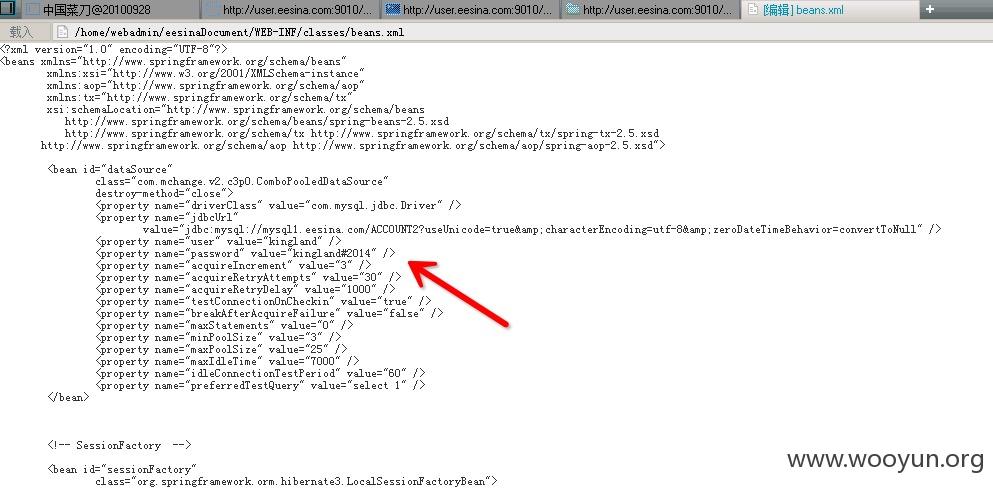 中国菜刀@20100928 http://user.eesina.com:9010/... http://user.eesina.com:9010/... http://user.eesina.com:9010/... [编辑] beans.xml
载入 /home/webadmin/eesinaDocument/WEB-INF/classes/beans.xml
<?xml version="1.0" encoding="UTF-8"?>
<beans xmlns="http://www.springframework.org/schema/beans"
xmlns:xsi="http://www.w3.org/2001/XMLSchema-instance"
xmlns:aop="http://www.springframework.org/schema/aop"
xmlns:tx="http://www.springframework.org/schema/tx"
xsi:schemaLocation="http://www.springframework.org/schema/beans
http://www.springframework.org/schema/beans/spring-beans-2.5.xsd
http://www.springframework.org/schema/tx http://www.springframework.org/schema/tx/spring-tx-2.5.xsd
http://www.springframework.org/schema/aop http://www.springframework.org/schema/aop/spring-aop-2.5.xsd">
<bean id="dataSource"
class="com.mchange.v2.c3p0.ComboPooledDataSource"
destroy-method="close">
<property name="driverClass" value="com.mysql.jdbc.Driver" />
<property name="jdbcUrl"
value="jdbc:mysql://mysql1.eesina.com/ACCOUNT2?useUnicode=true&amp;characterEncoding=utf-8&amp;zeroDateTimeBehavior=convertToNull" />
<property name="user" value="kingland" />
<property name="password" value="kingland#2014" />
<property name="acquireIncrement" value="3" />
<property name="acquireRetryAttempts" value="30" />
<property name="acquireRetryDelay" value="1000" />
<property name="testConnectionOnCheckin" value="true" />
<property name="breakAfterAcquireFailure" value="false" />
<property name="maxStatements" value="0" />
<property name="minPoolSize" value="3" />
<property name="maxPoolSize" value="25" />
<property name="maxIdleTime" value="7000" />
<property name="idleConnectionTestPeriod" value="60" />
<property name="preferredTestQuery" value="select 1" />
</bean>
<!-- SessionFactory -->
<bean id="sessionFactory"
class="org.springframework.orm.hibernate3.LocalSessionFactoryBean">
www.wooyun.org